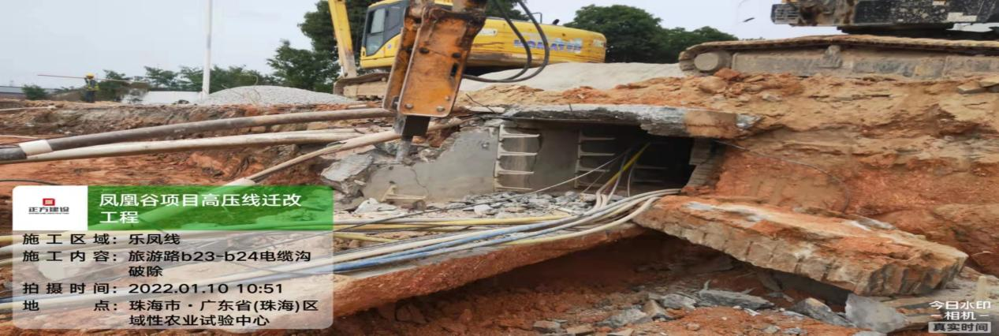 KOMATSU
正方建设
凤凰谷项目高压线迁改
工程
施工区域：乐凤线
施工内容：旅游路b23-b24电缆沟
破除
拍摄时间：2022.01.10 10:51
地点：珠海市·广东省(珠海)区
域性农业试验中心
今日水印
相机
真实时间